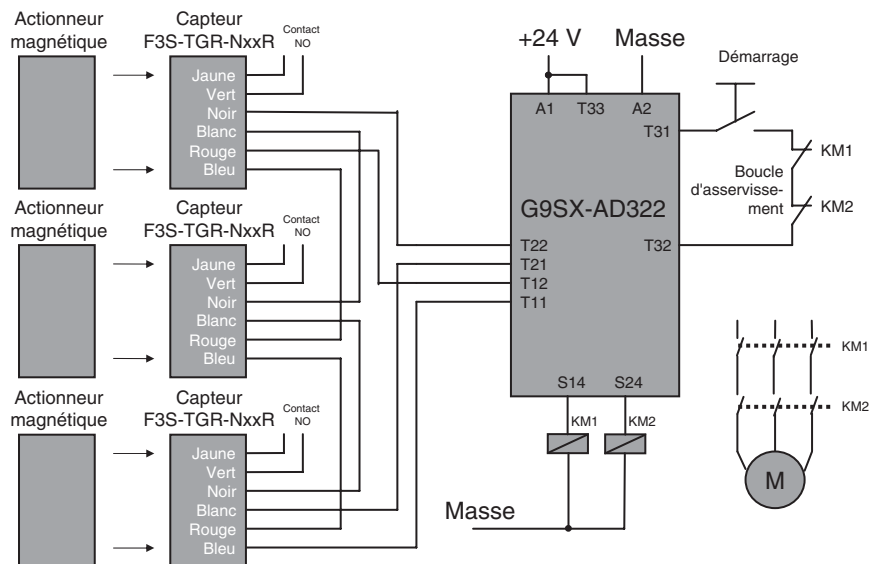 Actionneur
magnétique
Capteur
F3S-TGR-NxxR
Contact
NO
Jaune
Vert
Noir
Blanc
Rouge
Bleu
Actionneur
magnétique
Capteur
F3S-TGR-NxxR
Contact
NO
Jaune
Vert
Noir
Blanc
Rouge
Bleu
Actionneur
magnétique
Capteur
F3S-TGR-NxxR
Contact
NO
Jaune
Vert
Noir
Blanc
Rouge
Bleu
+24 V
Masse
A1
T33
A2
T31
G9SX-AD322
T22
T21
T12
T11
T32
S14
S24
KM1
KM2
Masse
Démarrage
KM1
Boucle
d'asservisse-
ment
KM2
KM1
KM2
M